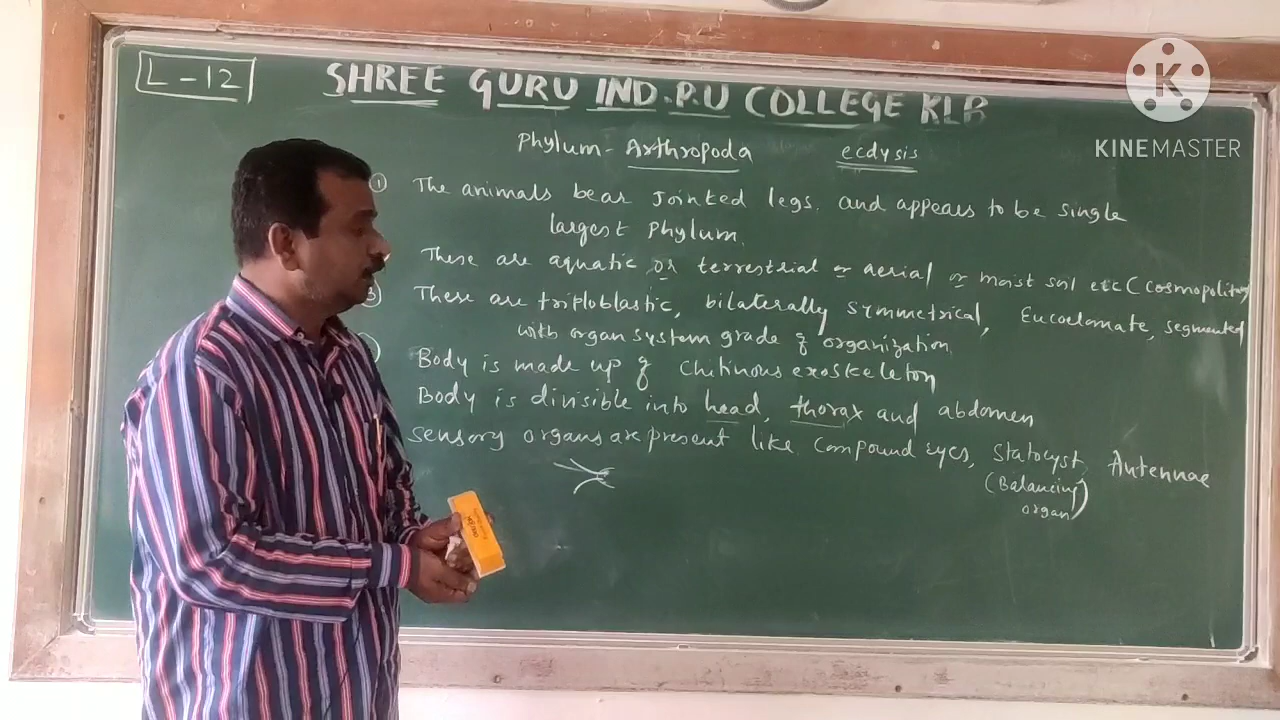 L-12
SHREE GURU IND. P.U COLLEGE KLB
Phylum - Arthropoda
ecdysis
① The animals bear Jointed legs. and appears to be single
largest phylum.
These are aquatic or terrestrial or aerial or moist soil etc (cosmopolitan)
3) These are triploblastic, bilaterally symmetrical, Eucoelomate, segmented
with organ system grade of organization
) Body is made up of Chitinous exoskeleton
Body is divisible into head, thorax and abdomen
Sensory organs are present like compound eyes, statocyst, Antennae
(Balancing
organ)
K
KINEMASTER